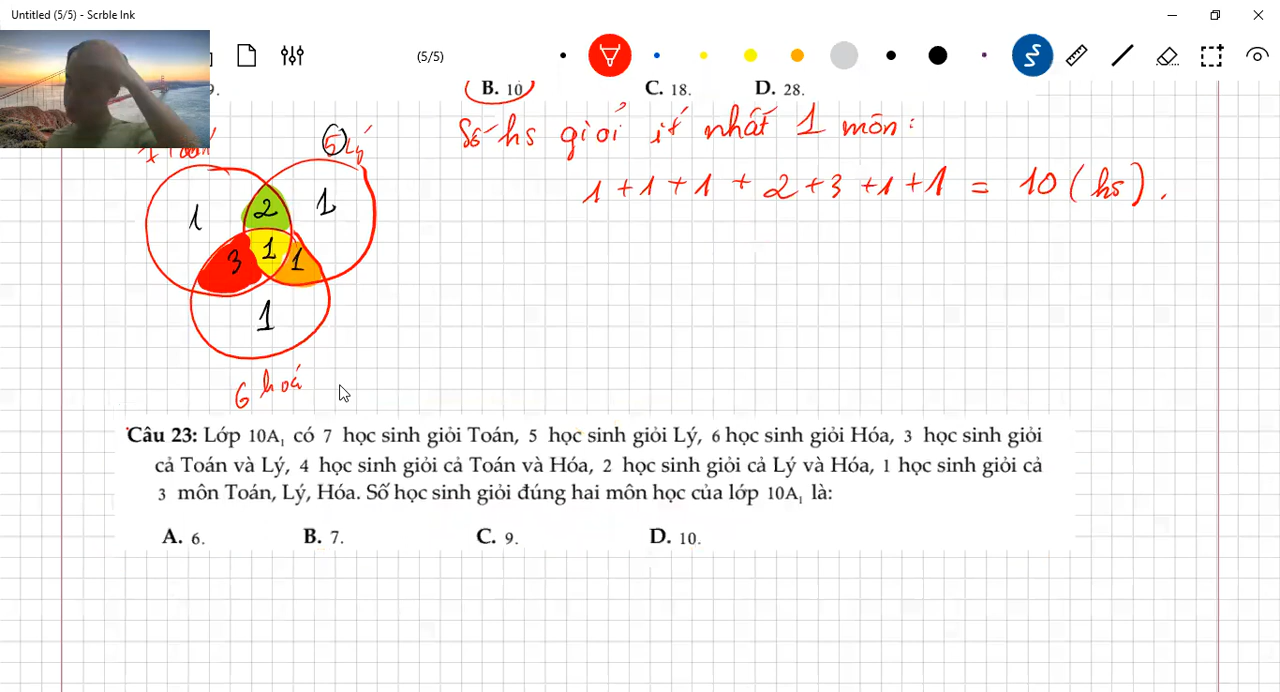 Untitled (5/5) - Scrble Ink
(5/5)
9.
B. 10
C. 18.
D. 28.
Số hs giỏi ít nhất 1 môn:
1 + 1 + 1 + 2 + 3 + 1 + 1 = 10 (hs).
7 Toán
5 Lý
1
2
1
3
1
1
1
6 hoá
Câu 23: Lớp 10A₁ có 7 học sinh giỏi Toán, 5 học sinh giỏi Lý, 6 học sinh giỏi Hóa, 3 học sinh giỏi
cả Toán và Lý, 4 học sinh giỏi cả Toán và Hóa, 2 học sinh giỏi cả Lý và Hóa, 1 học sinh giỏi cả
3 môn Toán, Lý, Hóa. Số học sinh giỏi đúng hai môn học của lớp 10A₁ là:
A. 6.
B. 7.
C. 9.
D. 10.